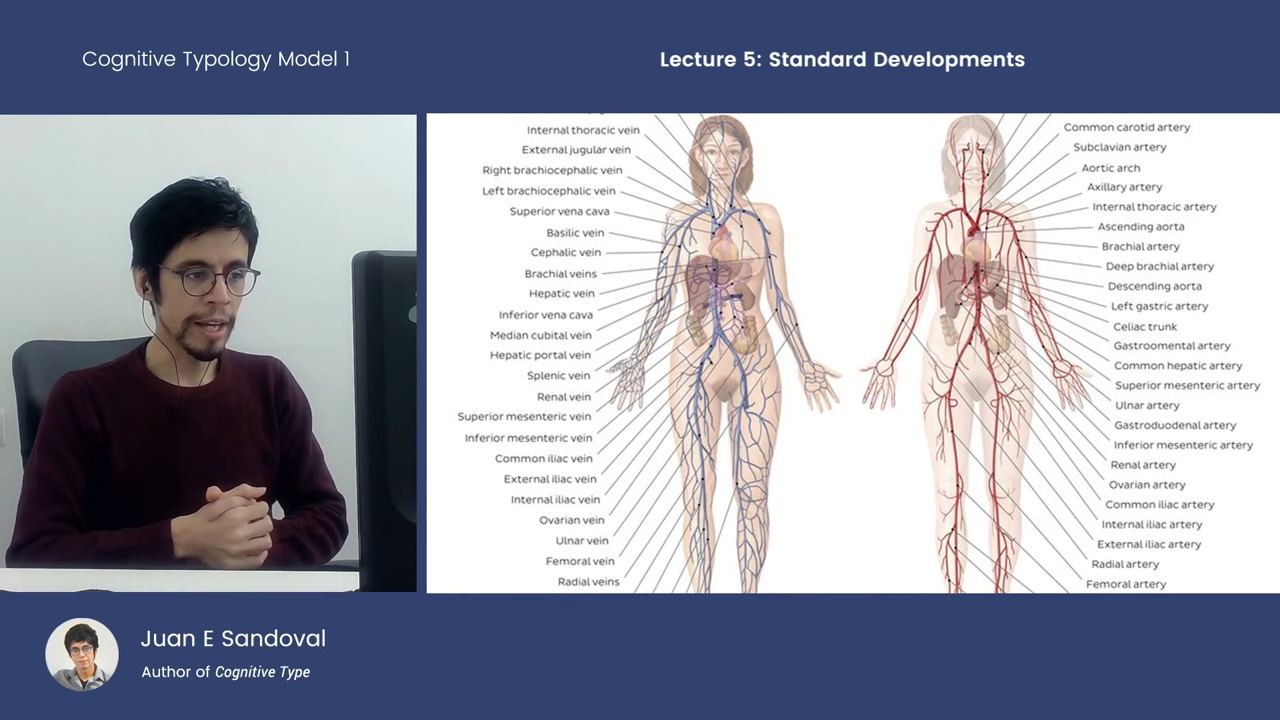 Cognitive Typology Model 1
Lecture 5: Standard Developments
Internal thoracic vein
External jugular vein
Right brachiocephalic vein
Left brachiocephalic vein
Superior vena cava
Basilic vein
Cephalic vein
Brachial veins
Hepatic vein
Inferior vena cava
Median cubital vein
Hepatic portal vein
Splenic vein
Renal vein
Superior mesenteric vein
Inferior mesenteric vein
Common iliac vein
External iliac vein
Internal iliac vein
Ovarian vein
Ulnar vein
Femoral vein
Radial veins
Common carotid artery
Subclavian artery
Aortic arch
Axillary artery
Internal thoracic artery
Ascending aorta
Brachial artery
Deep brachial artery
Descending aorta
Left gastric artery
Celiac trunk
Gastroomental artery
Common hepatic artery
Superior mesenteric artery
Ulnar artery
Gastroduodenal artery
Inferior mesenteric artery
Renal artery
Ovarian artery
Common iliac artery
Internal iliac artery
External iliac artery
Radial artery
Femoral artery
Juan E Sandoval
Author of Cognitive Type